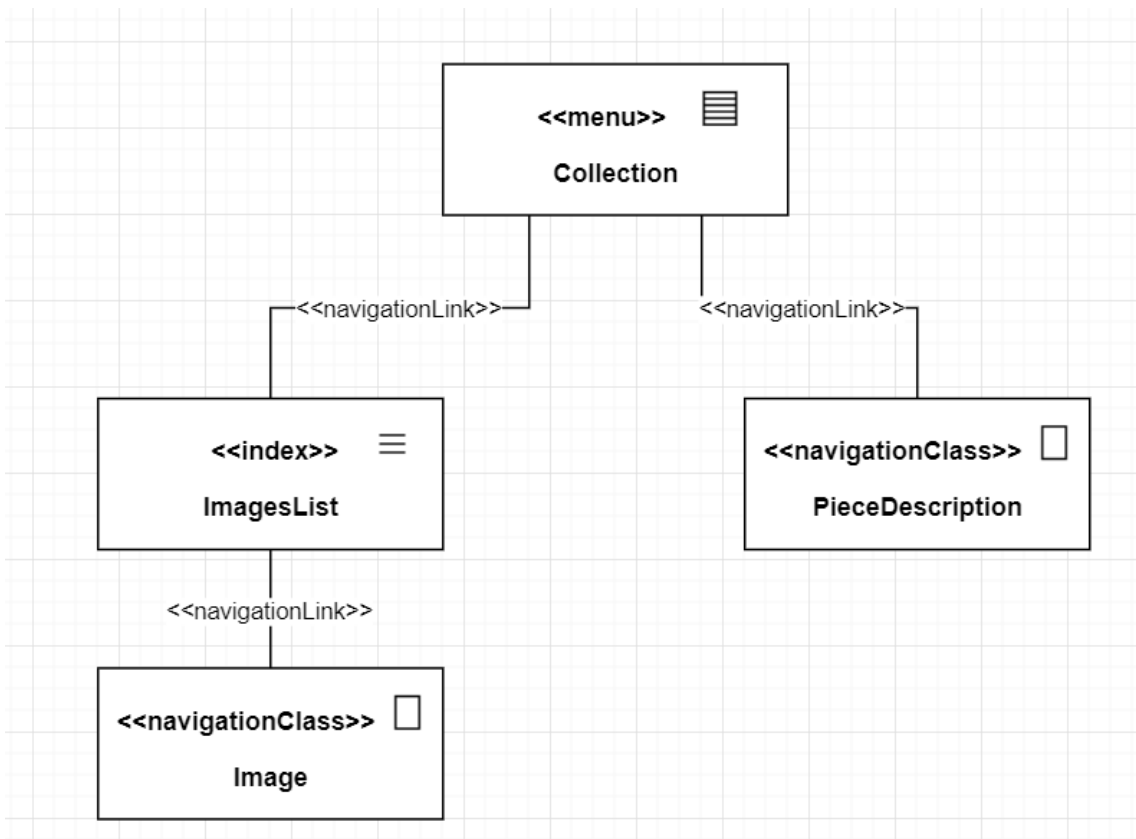 <<menu>>
Collection
<<navigationLink>>
<<navigationLink>>
<<index>>
ImagesList
<<navigationClass>>
PieceDescription
<<navigationLink>>
<<navigationClass>>
Image